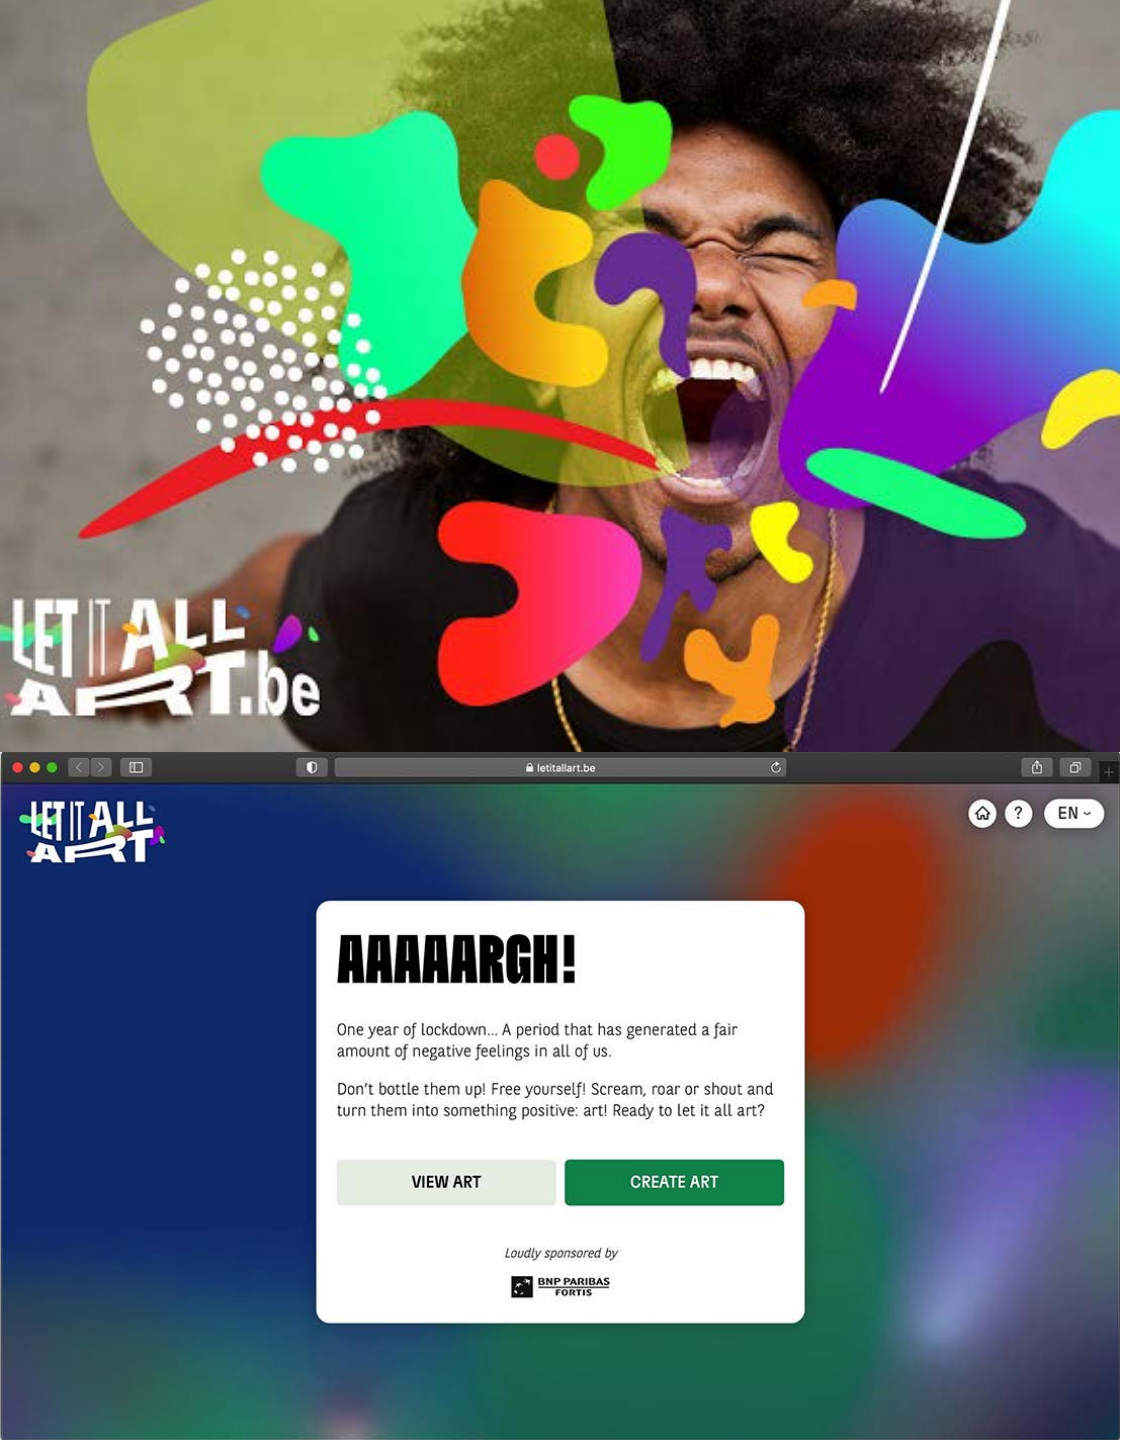 LET IT ALL
ART.be
letitallart.be
LET IT ALL
ART
?
EN
AAAAARGH!
One year of lockdown... A period that has generated a fair
amount of negative feelings in all of us.
Don't bottle them up! Free yourself! Scream, roar or shout and
turn them into something positive: art! Ready to let it all art?
VIEW ART
CREATE ART
Loudly sponsored by
BNP PARIBAS
FORTIS